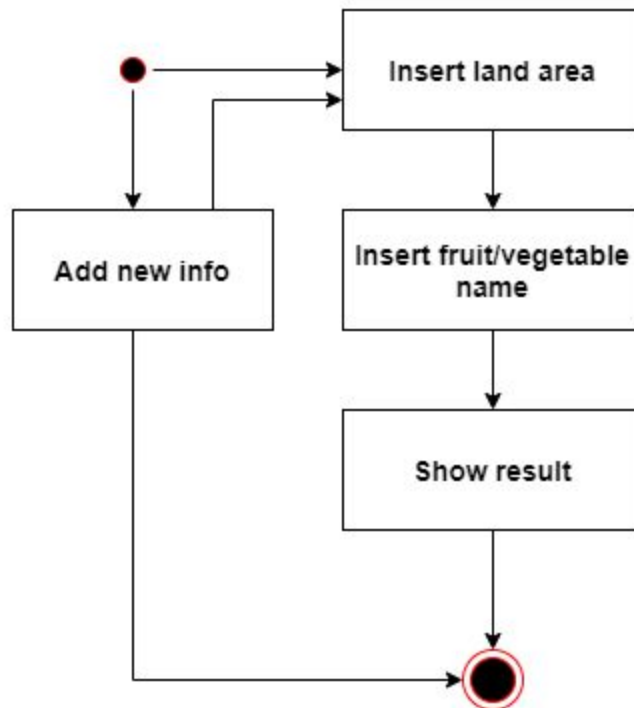 Insert land area
Add new info
Insert fruit/vegetable
name
Show result